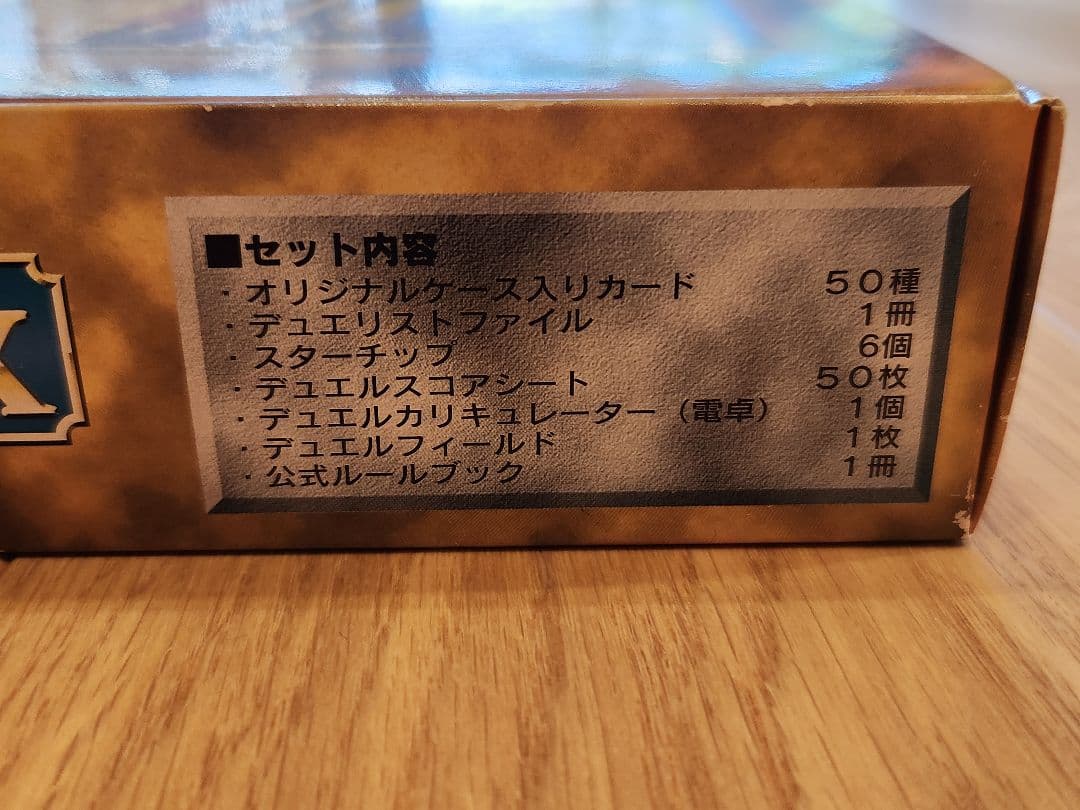 ■セット内容
・オリジナルケース入りカード ５０種
・デュエリストファイル １冊
・スターチップ ６個
・デュエルスコアシート ５０枚
・デュエルカリキュレーター（電卓） １個
・デュエルフィールド １枚
・公式ルールブック １冊
X